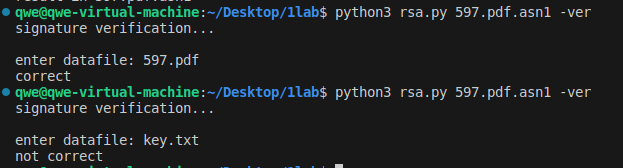 qwe@qwe-virtual-machine:~/Desktop/1lab$ python3 rsa.py 597.pdf.asn1 -ver
signature verification...
enter datafile: 597.pdf
correct
qwe@qwe-virtual-machine:~/Desktop/1lab$ python3 rsa.py 597.pdf.asn1 -ver
signature verification...
enter datafile: key.txt
not correct